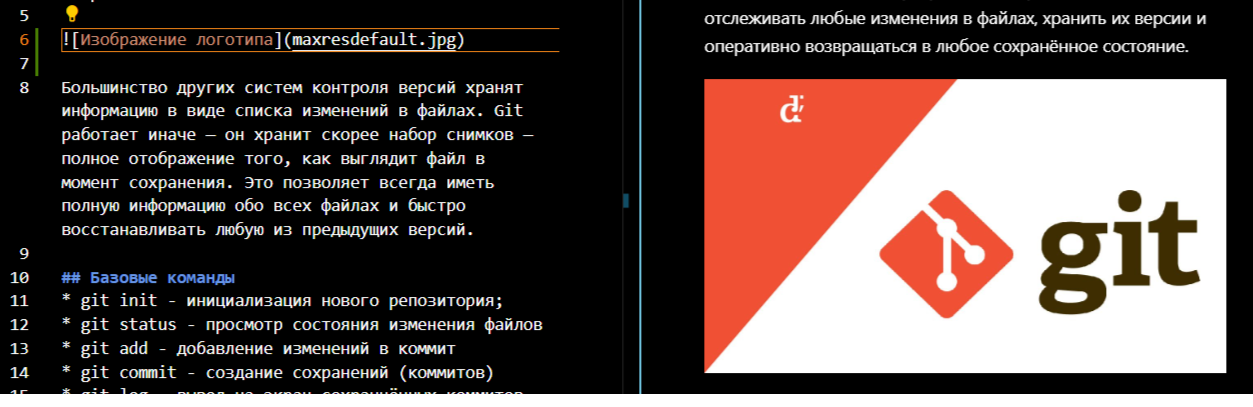 5
6 ![Изображение логотипа](maxresdefault.jpg)
7
8 Большинство других систем контроля версий хранят
информацию в виде списка изменений в файлах. Git
работает иначе — он хранит скорее набор снимков —
полное отображение того, как выглядит файл в
момент сохранения. Это позволяет всегда иметь
полную информацию обо всех файлах и быстро
восстанавливать любую из предыдущих версий.
9
10 ## Базовые команды
11 * git init - инициализация нового репозитория;
12 * git status - просмотр состояния изменения файлов
13 * git add - добавление изменений в коммит
14 * git commit - создание сохранений (коммитов)
отслеживать любые изменения в файлах, хранить их версии и
оперативно возвращаться в любое сохранённое состояние.
git